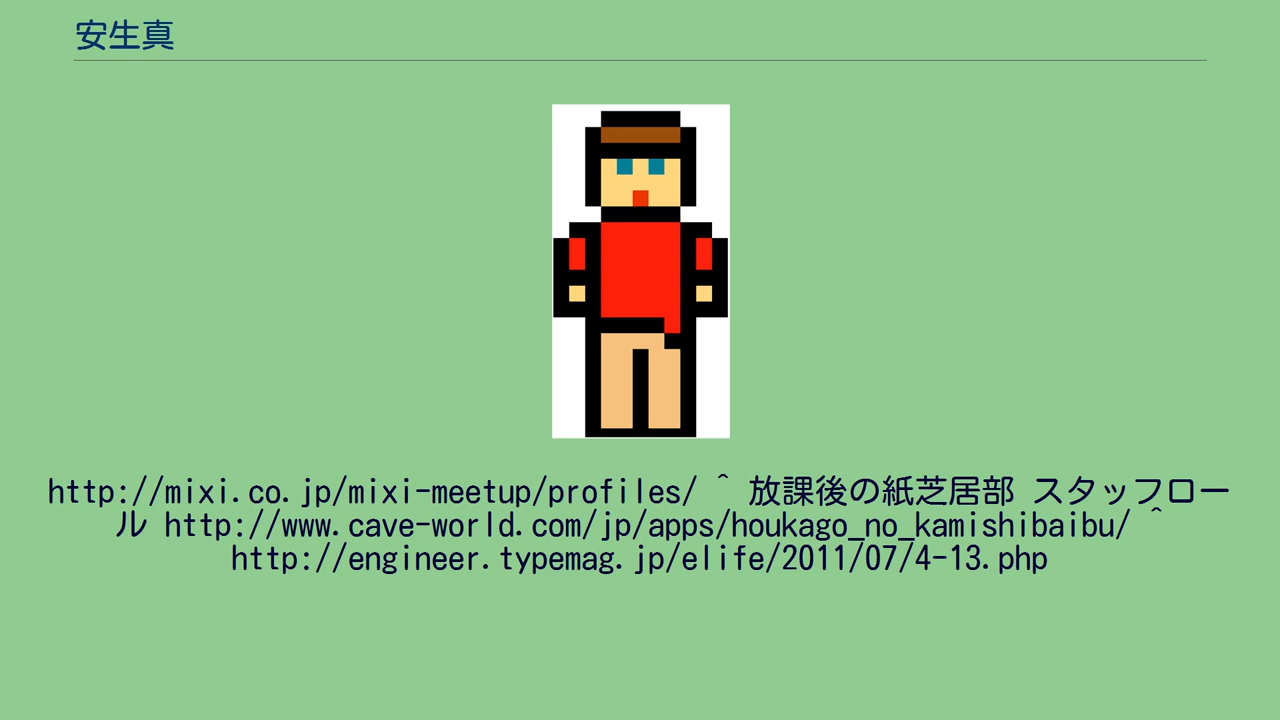 安生真
http://mixi.co.jp/mixi-meetup/profiles/ ^ 放課後の紙芝居部 スタッフロー
ル http://www.cave-world.com/jp/apps/houkago_no_kamishibaibu/ ^
http://engineer.typemag.jp/elife/2011/07/4-13.php